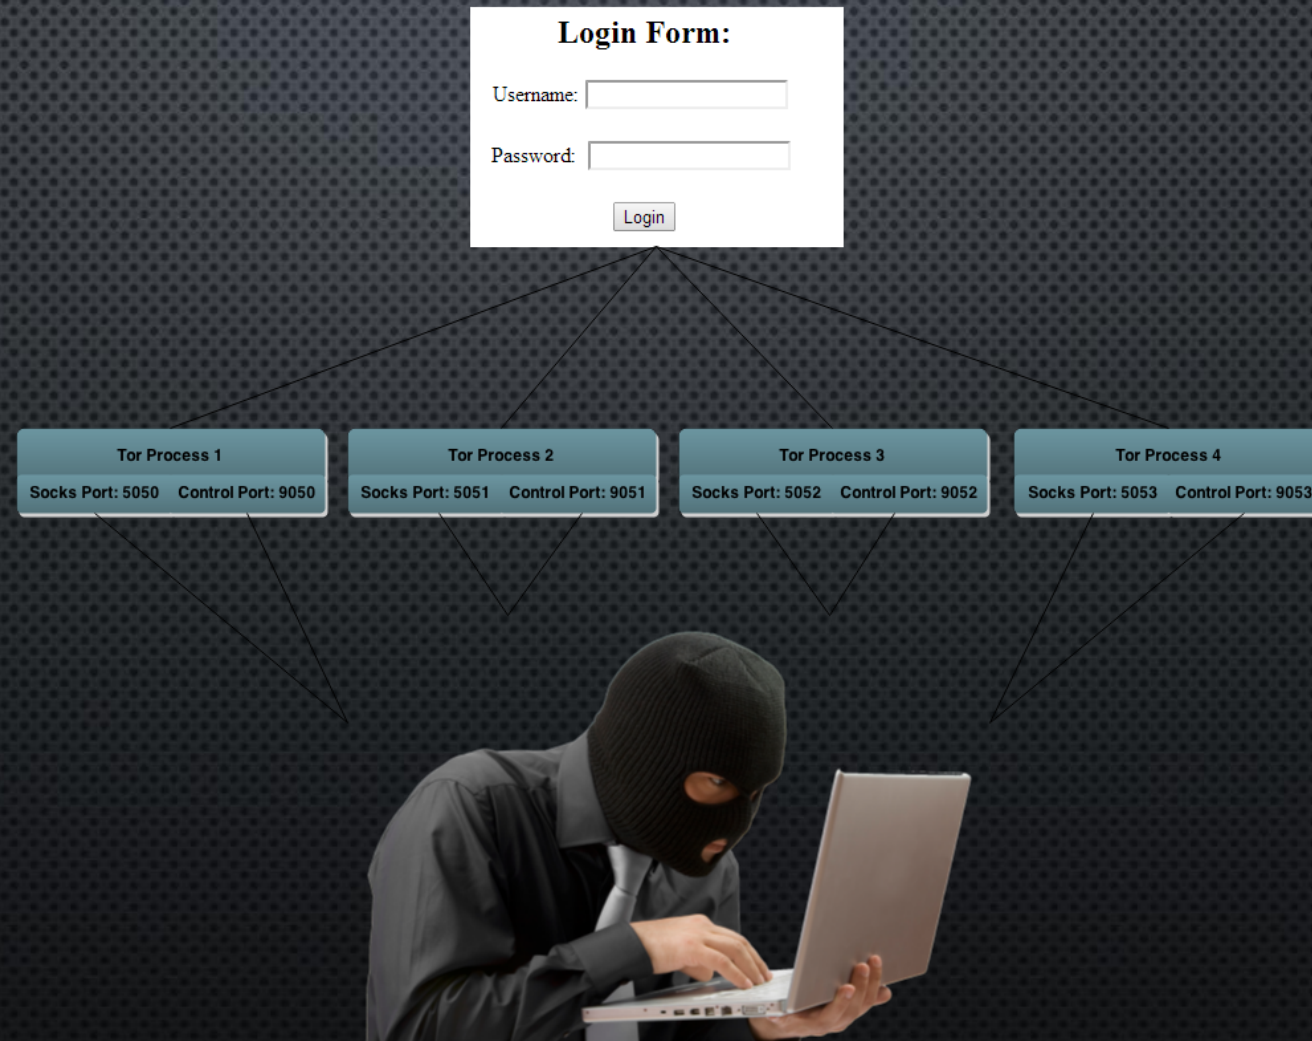 Login Form:
Username:
Password:
Login
Tor Process 1
Socks Port: 5050 Control Port: 9050
Tor Process 2
Socks Port: 5051 Control Port: 9051
Tor Process 3
Socks Port: 5052 Control Port: 9052
Tor Process 4
Socks Port: 5053 Control Port: 9053